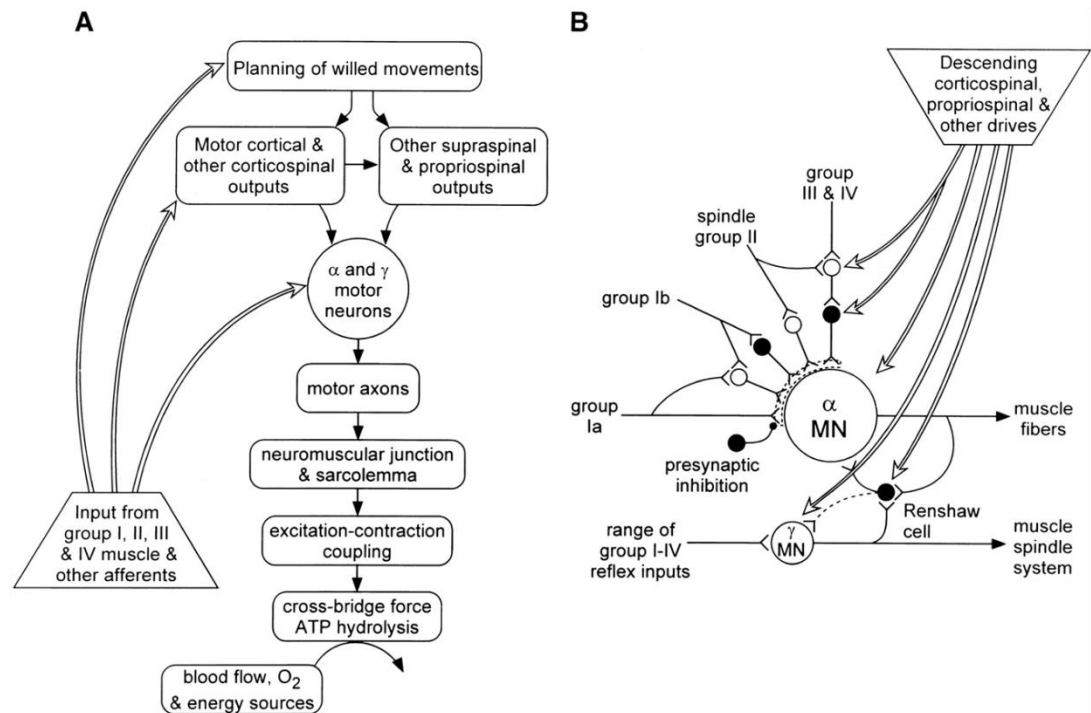 A
Planning of willed movements
Motor cortical &
other corticospinal
outputs
Other supraspinal
& propriospinal
outputs
α and γ
motor
neurons
motor axons
neuromuscular junction
& sarcolemma
excitation-contraction
coupling
cross-bridge force
ATP hydrolysis
blood flow, O2
& energy sources
Input from
group I, II, III
& IV muscle &
other afferents
B
Descending
corticospinal,
propriospinal &
other drives
group
III & IV
spindle
group II
group Ib
group
Ia
α
MN
muscle
fibers
presynaptic
inhibition
Renshaw
cell
range of
group I-IV
reflex inputs
γ
MN
muscle
spindle
system